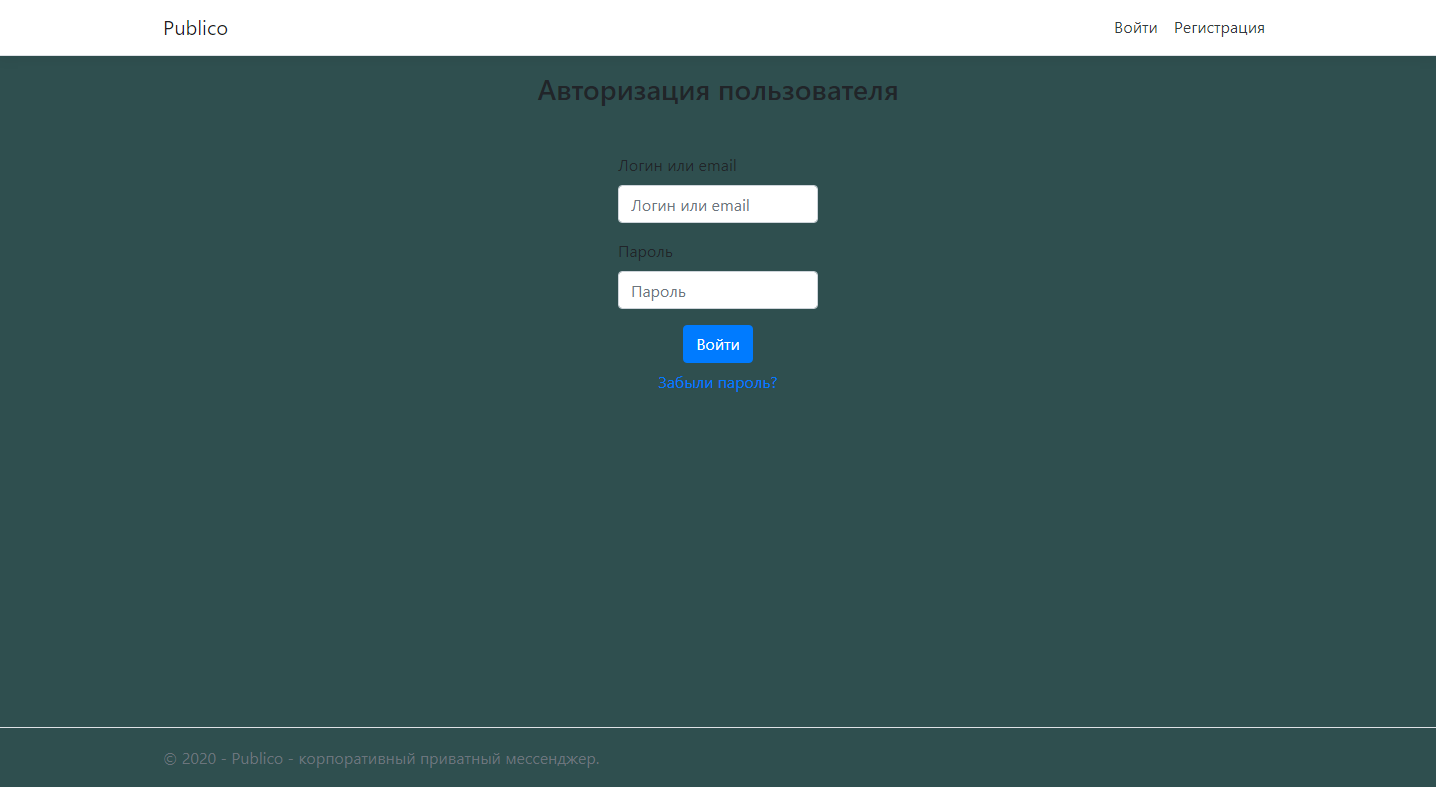 Publico
Войти
Регистрация
Авторизация пользователя
Логин или email
Логин или email
Пароль
Пароль
Войти
Забыли пароль?
© 2020 - Publico - корпоративный приватный мессенджер.